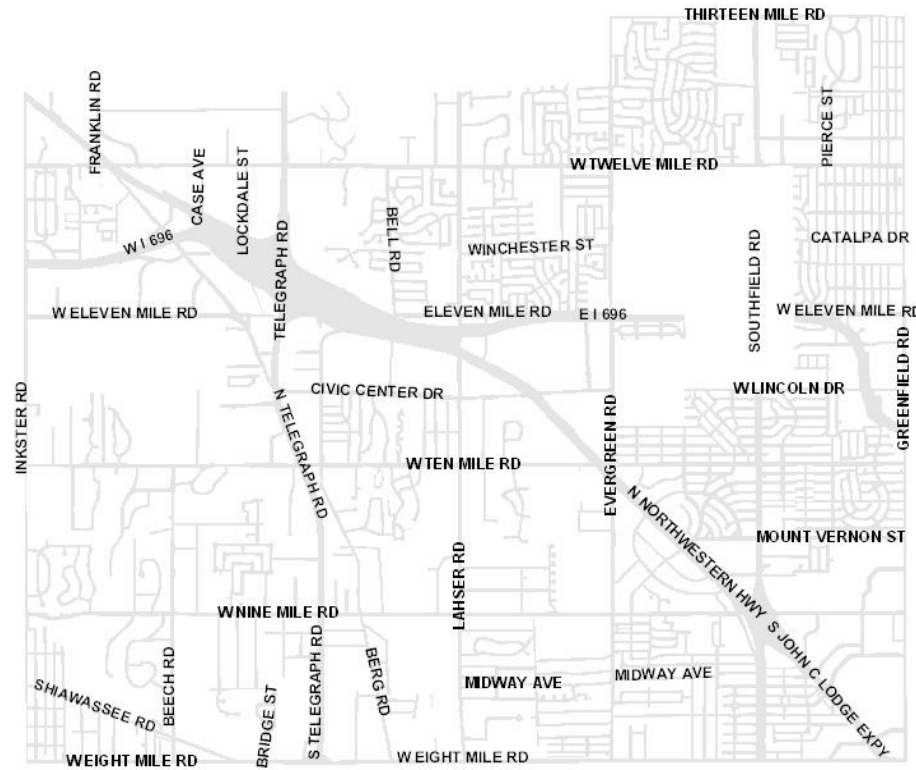 THIRTEEN MILE RD
FRANKLIN RD
PIERCE ST
W TWELVE MILE RD
CASE AVE
LOCKDALE ST
BELL RD
W I 696
WINCHESTER ST
CATALPA DR
TELEGRAPH RD
SOUTHFIELD RD
W ELEVEN MILE RD
ELEVEN MILE RD
E I 696
W ELEVEN MILE RD
GREENFIELD RD
CIVIC CENTER DR
W LINCOLN DR
INKSTER RD
N TELEGRAPH RD
EVERGREEN RD
W TEN MILE RD
N NORTHWESTERN HWY
MOUNT VERNON ST
LAHSER RD
W NINE MILE RD
S JOHN C LODGE EXPY
BEECH RD
S TELEGRAPH RD
BERG RD
MIDWAY AVE
MIDWAY AVE
SHIAWASSEE RD
BRIDGE ST
W EIGHT MILE RD
W EIGHT MILE RD